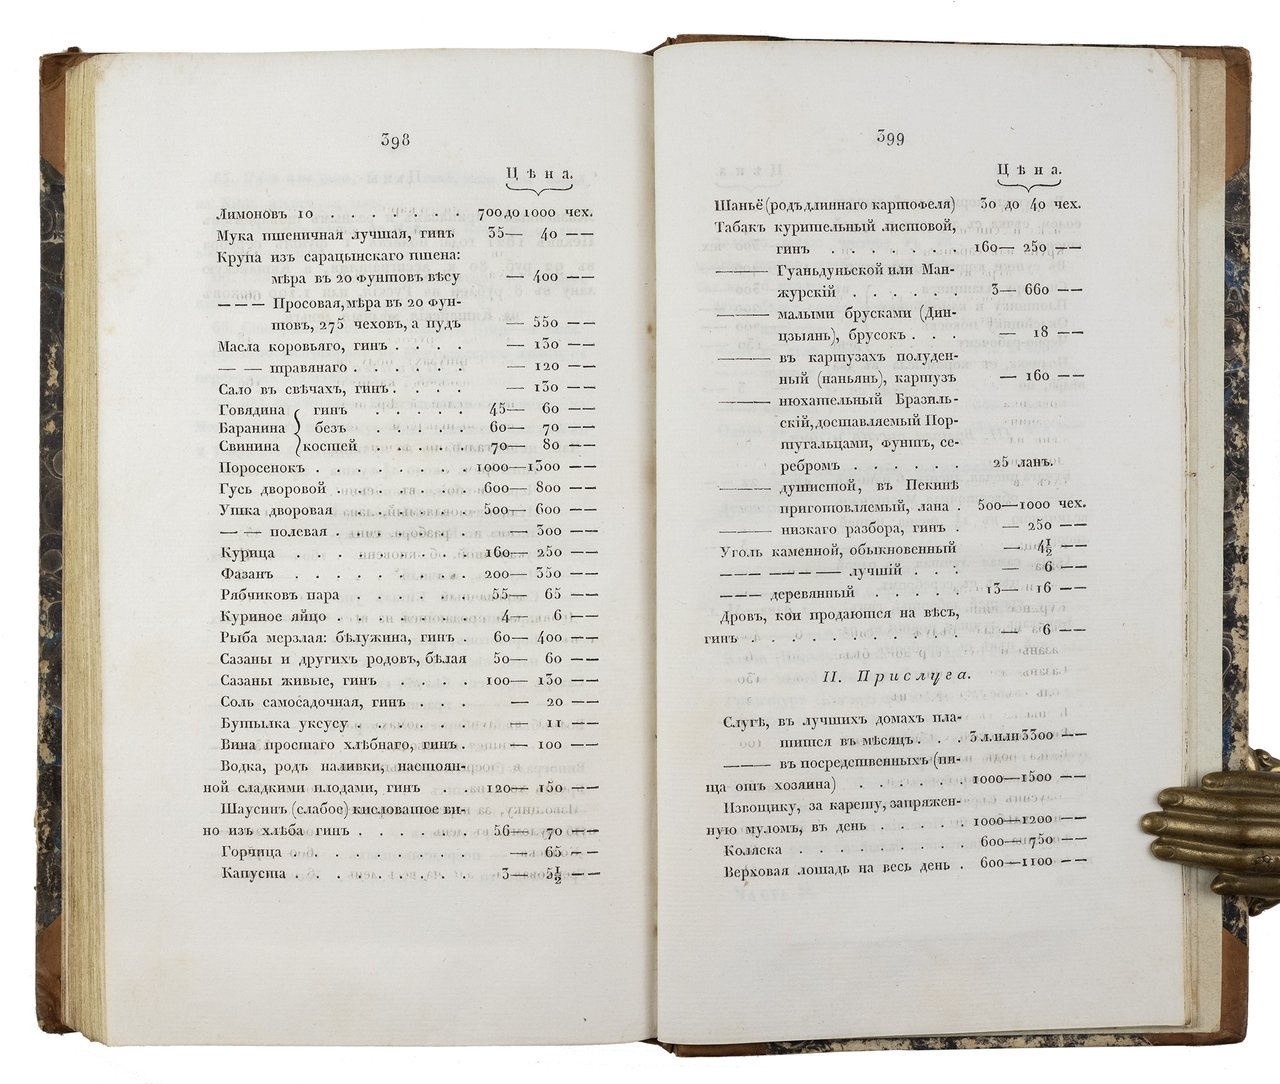 398
Цѣна.
Лимоновъ 10 . . . . . . . 700 до 1000 чех.
Мука пшеничная лучшая, гинъ 35— 40 ——
Крупа изъ сарацынскаго пшена:
мѣра въ 20 фунтовъ вѣсу — 400 ——
——— Просовая, мѣра въ 20 фун-
товъ, 275 чеховъ, а пудъ — 550 ——
Масла коровьяго, гинъ . . . . — 130 ——
—— травянаго . . . . . . — 120 ——
Сало въ свѣчахъ, гинъ . . . . — 130 ——
Говядина { гинъ . . . . . 45— 60 ——
Баранина { безъ . . . . . 60— 70 ——
Свинина { костей . . . . . 70— 80 ——
Поросенокъ . . . . . . . . 1000—1300 ——
Гусь дворовой . . . . . . . 600— 800 ——
Утка дворовая . . . . . . . 500— 600 ——
—— полевая . . . . . . . — 300 ——
Курица . . . . . . . . . 160— 250 ——
Фазанъ . . . . . . . . . 200— 350 ——
Рябчиковъ пара . . . . . . 55— 65 ——
Куриное яйцо . . . . . . . 4— 6 ——
Рыба мерзлая: бѣлужина, гинъ . 60— 400 ——
Сазаны и другихъ родовъ, бѣлая 50— 60 ——
Сазаны живые, гинъ . . . . 100— 130 ——
Соль самосадочная, гинъ . . . — 20 ——
Бутылка уксусу . . . . . . — 11 ——
Вина простаго хлѣбнаго, гинъ . — 100 ——
Водка, родъ наливки, настоян-
ной сладкими плодами, гинъ . 120— 150 ——
Шаусинъ (слабое) кисловатое ви-
но изъ хлѣба гинъ . . . . . . 56— 70 ——
Горчица . . . . . . . . — 65 ——
Капуста . . . . . . . . 3— 5½ ——
399
Цѣна.
Шаньё (родъ длиннаго картофеля) 30 до 40 чех.
Табакъ курительный листовой,
гинъ . . . . . . . 160— 250 ——
——— Гуаньдуньской или Ман-
журскій . . . . . . 3— 660 ——
——— малыми брусками (Дин-
цзыянь), брусокъ . . . — 18 ——
——— въ картузахъ полуден-
ный (наньянь), картузъ — 160 ——
——— нюхательный Бразиль-
скій, доставляемый Пор-
тугальцами, фунтъ, се-
ребромъ . . . . . . 25 ланъ.
——— душистой, въ Пекинѣ
приготовляемый, лана . 500—1000 чех.
——— низкаго разбора, гинъ . — 250 ——
Уголь каменной, обыкновенный — 4½ ——
——— ——— лучшій . . . — 6 ——
——— деревянный . . . . . 13— 16 ——
Дровъ, кои продаются на вѣсъ,
гинъ . . . . . . . . . . — 6 ——
II. Прислуга.
Слугѣ, въ лучшихъ домахъ пла-
тится въ мѣсяцъ . . . 3 л. или 3300 ——
——— въ посредственныхъ (пи-
ща отъ хозяина) . . . . . . 1000—1500 ——
Извощику, за карету, запряжен-
ную муломъ, въ день . . . . . 1000—1200 ——
Коляска . . . . . . . . . 600— 750 ——
Верховая лошадь на весь день . 600—1100 ——